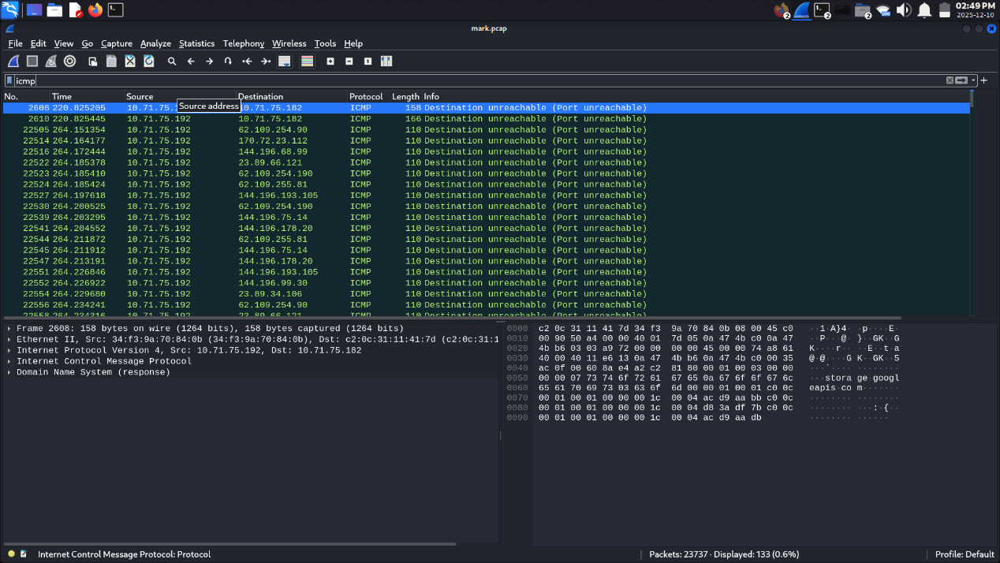 02:49 PM
2025-12-10
mark.pcap
File Edit View Go Capture Analyze Statistics Telephony Wireless Tools Help
icmp
No. Time Source Destination Protocol Length Info
Source address
2608 220.825205 10.71.75. 10.71.75.182 ICMP 158 Destination unreachable (Port unreachable)
2610 220.825445 10.71.75.192 10.71.75.182 ICMP 166 Destination unreachable (Port unreachable)
22505 264.151354 10.71.75.192 62.109.254.90 ICMP 110 Destination unreachable (Port unreachable)
22514 264.164177 10.71.75.192 170.72.23.112 ICMP 110 Destination unreachable (Port unreachable)
22516 264.172444 10.71.75.192 144.196.68.99 ICMP 110 Destination unreachable (Port unreachable)
22522 264.185378 10.71.75.192 23.89.66.121 ICMP 110 Destination unreachable (Port unreachable)
22523 264.185410 10.71.75.192 62.109.254.190 ICMP 110 Destination unreachable (Port unreachable)
22524 264.185424 10.71.75.192 62.109.255.81 ICMP 110 Destination unreachable (Port unreachable)
22527 264.197618 10.71.75.192 144.196.193.105 ICMP 110 Destination unreachable (Port unreachable)
22530 264.200525 10.71.75.192 62.109.254.190 ICMP 110 Destination unreachable (Port unreachable)
22539 264.203295 10.71.75.192 144.196.75.14 ICMP 110 Destination unreachable (Port unreachable)
22540 264.204552 10.71.75.192 144.196.178.20 ICMP 110 Destination unreachable (Port unreachable)
22544 264.211872 10.71.75.192 62.109.255.81 ICMP 110 Destination unreachable (Port unreachable)
22545 264.211912 10.71.75.192 144.196.75.14 ICMP 110 Destination unreachable (Port unreachable)
22547 264.213191 10.71.75.192 144.196.178.20 ICMP 110 Destination unreachable (Port unreachable)
22551 264.226846 10.71.75.192 144.196.193.105 ICMP 110 Destination unreachable (Port unreachable)
22552 264.226922 10.71.75.192 144.196.99.30 ICMP 110 Destination unreachable (Port unreachable)
22554 264.229680 10.71.75.192 23.89.34.106 ICMP 110 Destination unreachable (Port unreachable)
22556 264.234241 10.71.75.192 62.109.254.90 ICMP 110 Destination unreachable (Port unreachable)
22558 264.234316 10.71.75.192 23.89.66.121 ICMP 110 Destination unreachable (Port unreachable)
Frame 2608: 158 bytes on wire (1264 bits), 158 bytes captured (1264 bits)
Ethernet II, Src: 34:f3:9a:70:84:0b (34:f3:9a:70:84:0b), Dst: c2:0c:31:11:41:7d (c2:0c:31:1
Internet Protocol Version 4, Src: 10.71.75.192, Dst: 10.71.75.182
Internet Control Message Protocol
Domain Name System (response)
0000 c2 0c 31 11 41 7d 34 f3 9a 70 84 0b 08 00 45 c0 ··1·A}4· ·p····E·
0010 00 90 50 a4 00 00 40 01 7d 05 0a 47 4b c0 0a 47 ··P···@· }··GK··G
0020 4b b6 03 03 a9 72 00 00 00 00 45 00 00 74 a8 61 K····r·· ··E··t·a
0030 40 00 40 11 e6 13 0a 47 4b b6 0a 47 4b c0 00 35 @·@····G K··GK··5
0040 ac 0f 00 60 8a e4 a2 c2 81 80 00 01 00 03 00 00 ···`···· ········
0050 00 00 07 73 74 6f 72 61 67 65 0a 67 6f 6f 67 6c ···stora ge·googl
0060 65 61 70 69 73 03 63 6f 6d 00 00 01 00 01 c0 0c eapis·co m·······
0070 00 01 00 01 00 00 00 1c 00 04 ac d9 aa bb c0 0c ········ ········
0080 00 01 00 01 00 00 00 1c 00 04 d8 3a df 7b c0 0c ········ ···:·{··
0090 00 01 00 01 00 00 00 1c 00 04 ac d9 aa db ········ ······
Internet Control Message Protocol: Protocol
Packets: 23737 · Displayed: 133 (0.6%)
Profile: Default